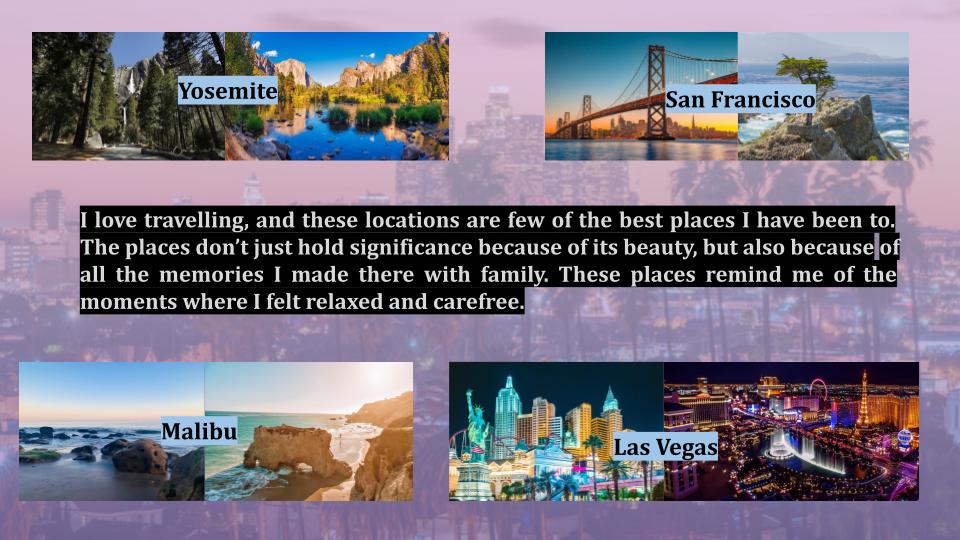 Yosemite
San Francisco
I love travelling, and these locations are few of the best places I have been to.
The places don’t just hold significance because of its beauty, but also because of
all the memories I made there with family. These places remind me of the
moments where I felt relaxed and carefree.
Malibu
Las Vegas